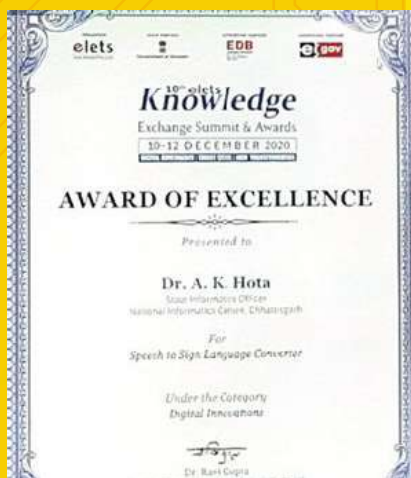 elets
EDB
egov
10th elets
Knowledge
Exchange Summit & Awards
10-12 DECEMBER 2020
AWARD OF EXCELLENCE
Presented to
Dr. A. K. Hota
State Informatics Officer
National Informatics Centre, Chhattisgarh
For
Speech to Sign Language Converter
Under the Category
Digital Innovations
Dr. Ravi Gupta